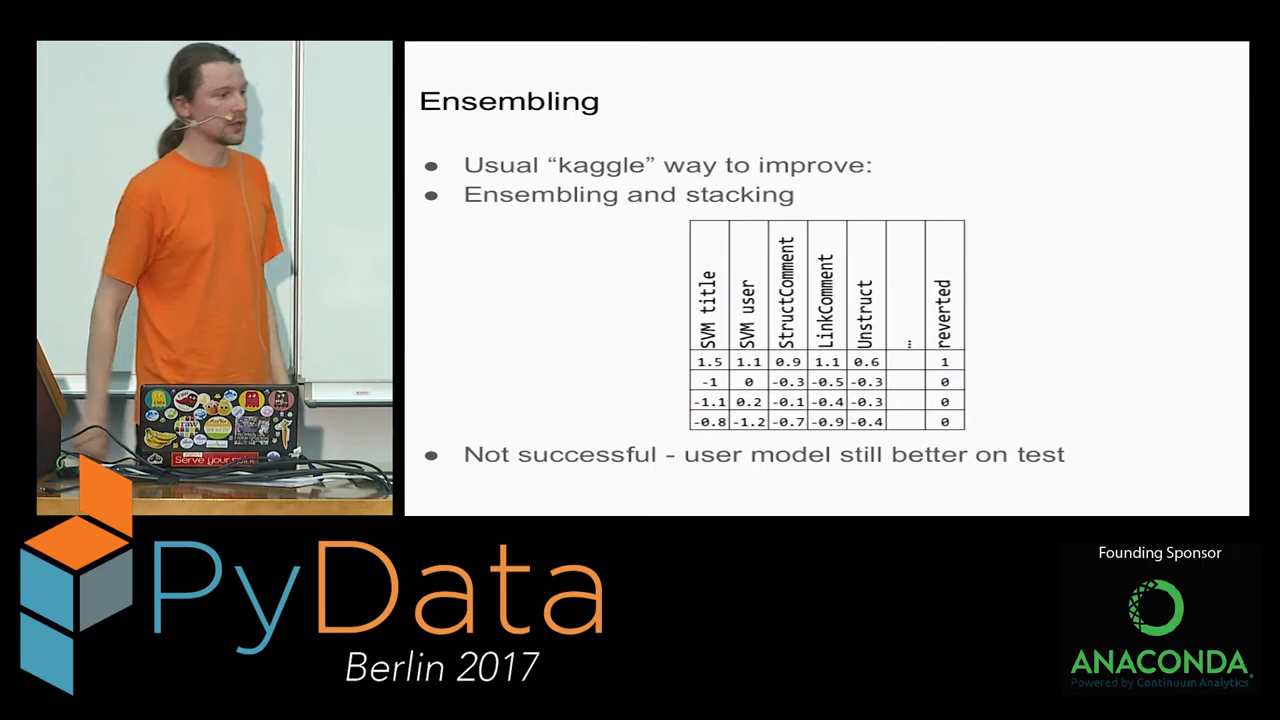 Ensembling
● Usual “kaggle” way to improve:
● Ensembling and stacking
SVM title SVM user StructComment LinkComment Unstruct … reverted
1.5 1.1 0.9 1.1 0.6 1
-1 0 -0.3 -0.5 -0.3 0
-1.1 0.2 -0.1 -0.4 -0.3 0
-0.8 -1.2 -0.7 -0.9 -0.4 0
● Not successful - user model still better on test
raw
Serve your
PyData
Berlin 2017
Founding Sponsor
ANACONDA
Powered by Continuum Analytics